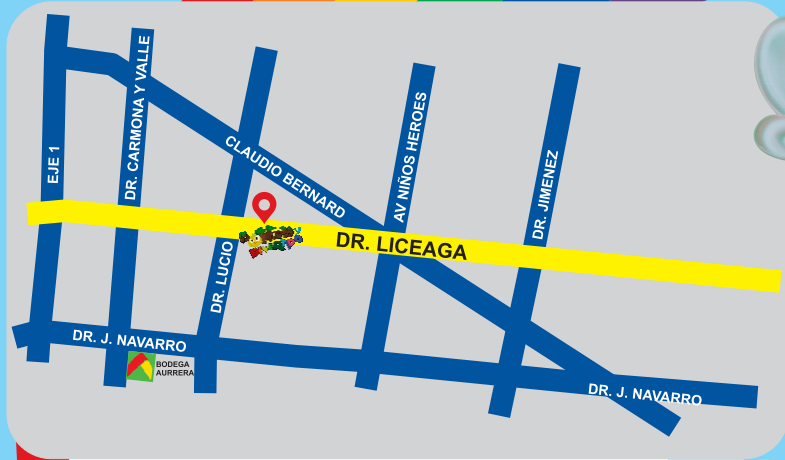 EJE 1
DR. CARMONA Y VALLE
CLAUDIO BERNARD
AV NIÑOS HEROES
DR. JIMENEZ
DR. LICEAGA
DR. LUCIO
DR. J. NAVARRO
BODEGA
AURRERA
DR. J. NAVARRO